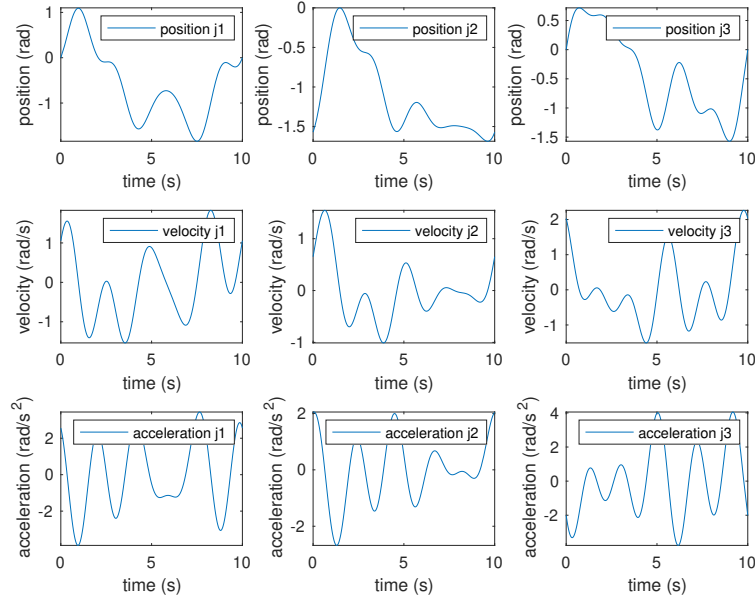 position (rad)
1
0
-1
position j1
0
5
10
time (s)
position (rad)
0
-0.5
-1
-1.5
position j2
0
5
10
time (s)
position (rad)
0.5
0
-0.5
-1
-1.5
position j3
0
5
10
time (s)
velocity (rad/s)
1
0
-1
velocity j1
0
5
10
time (s)
velocity (rad/s)
1
0
-1
velocity j2
0
5
10
time (s)
velocity (rad/s)
2
1
0
-1
velocity j3
0
5
10
time (s)
acceleration (rad/s²)
2
0
-2
acceleration j1
0
5
10
time (s)
acceleration (rad/s²)
2
0
-2
acceleration j2
0
5
10
time (s)
acceleration (rad/s²)
4
2
0
-2
acceleration j3
0
5
10
time (s)